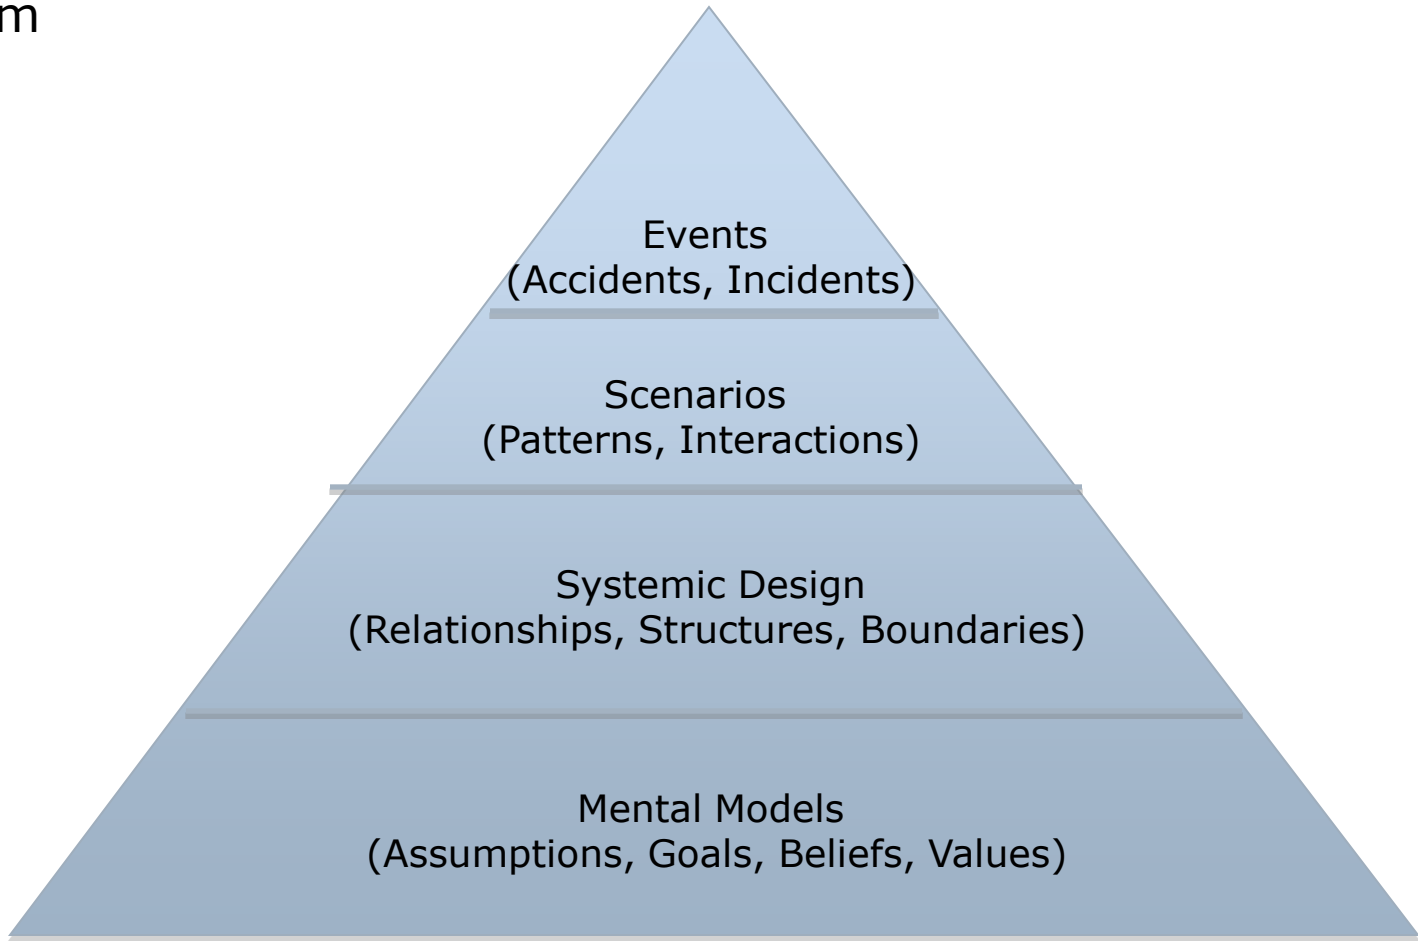 m
Events
(Accidents, Incidents)
Scenarios
(Patterns, Interactions)
Systemic Design
(Relationships, Structures, Boundaries)
Mental Models
(Assumptions, Goals, Beliefs, Values)